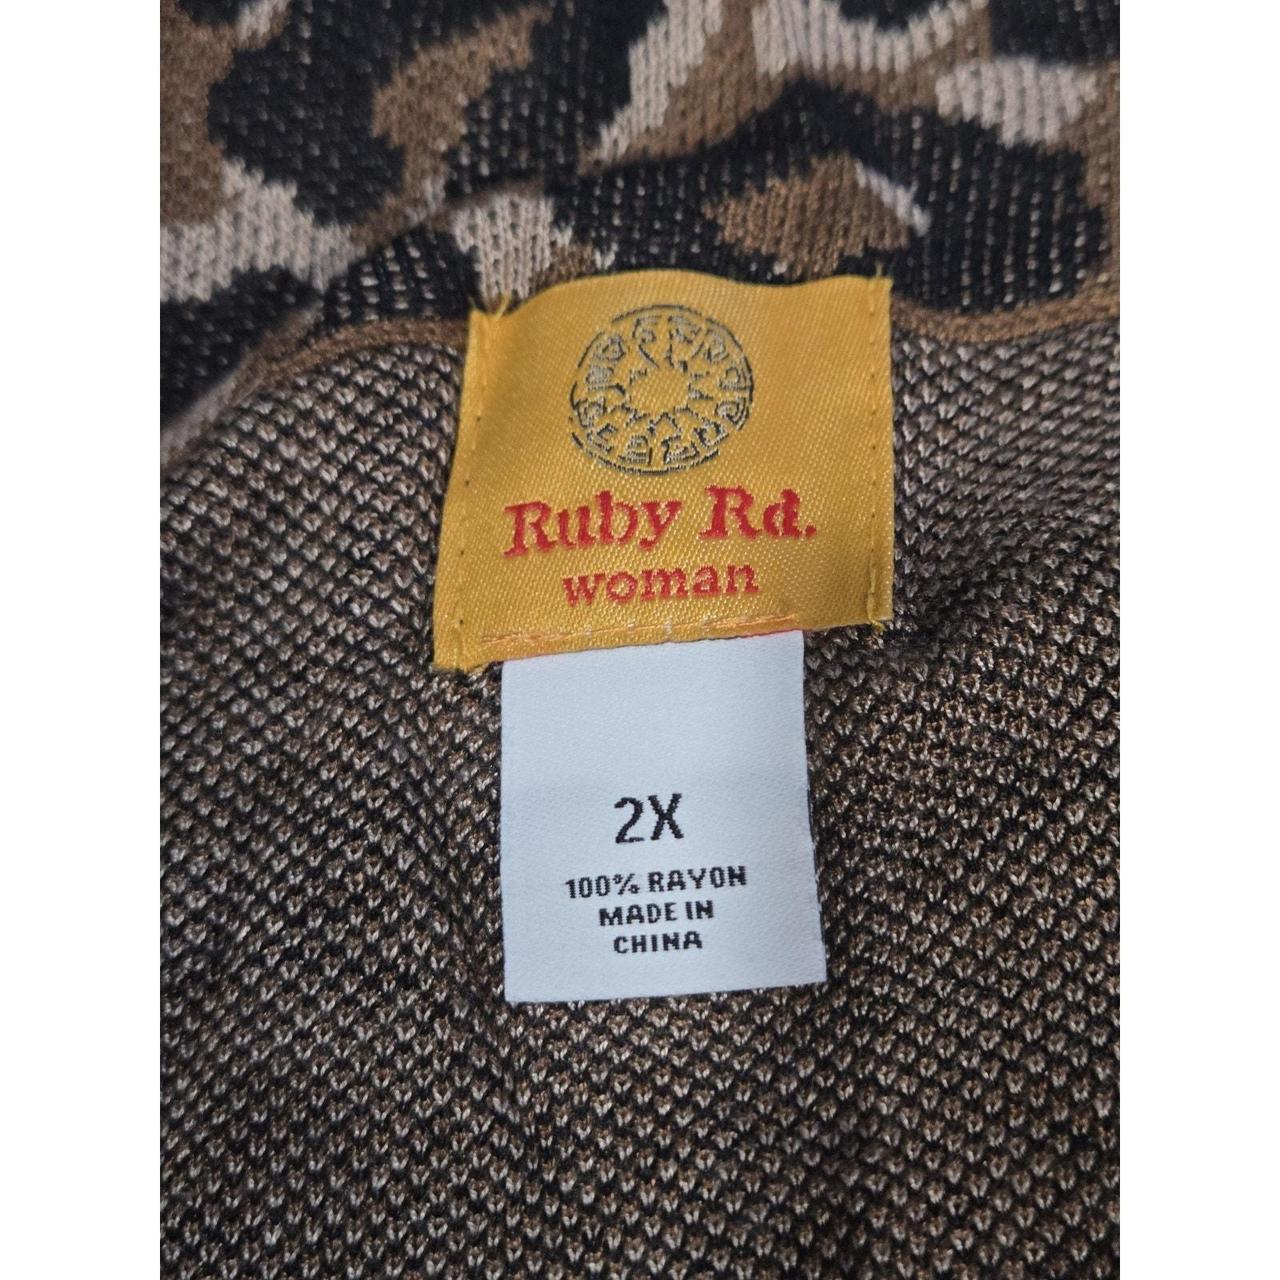 Ruby Rd.
woman
2X
100% RAYON
MADE IN
CHINA